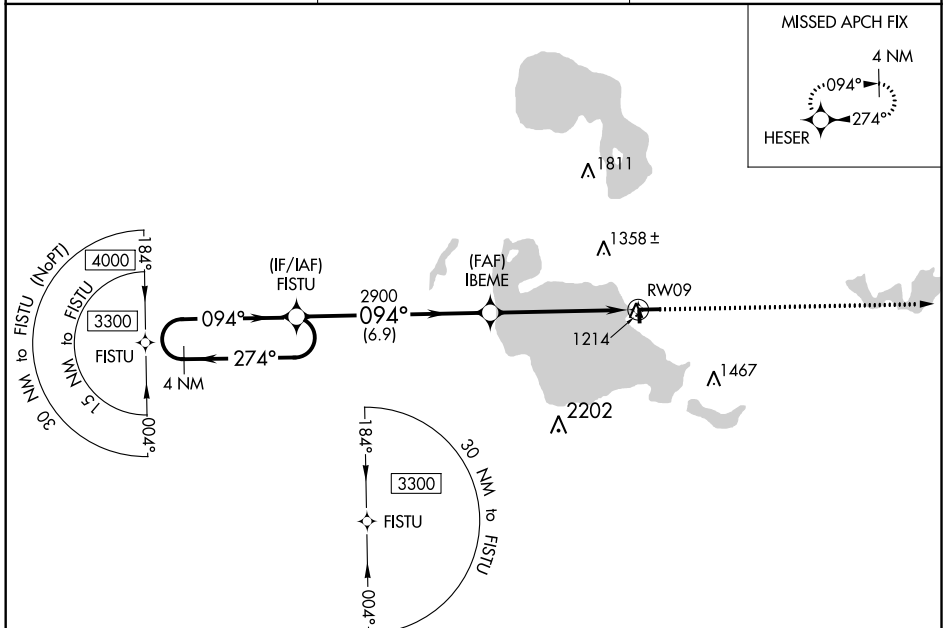 MISSED APCH FIX
4 NM
094°
274°
HESER
1811
1358 ±
30 NM to FISTU (NoPT)
15 NM to FISTU
184°
4000
3300
FISTU
004°
(IF/IAF)
FISTU
094°
274°
4 NM
2900
094°
(6.9)
(FAF)
IBEME
RW09
1214
1467
2202
184°
3300
FISTU
30 NM to FISTU
004°